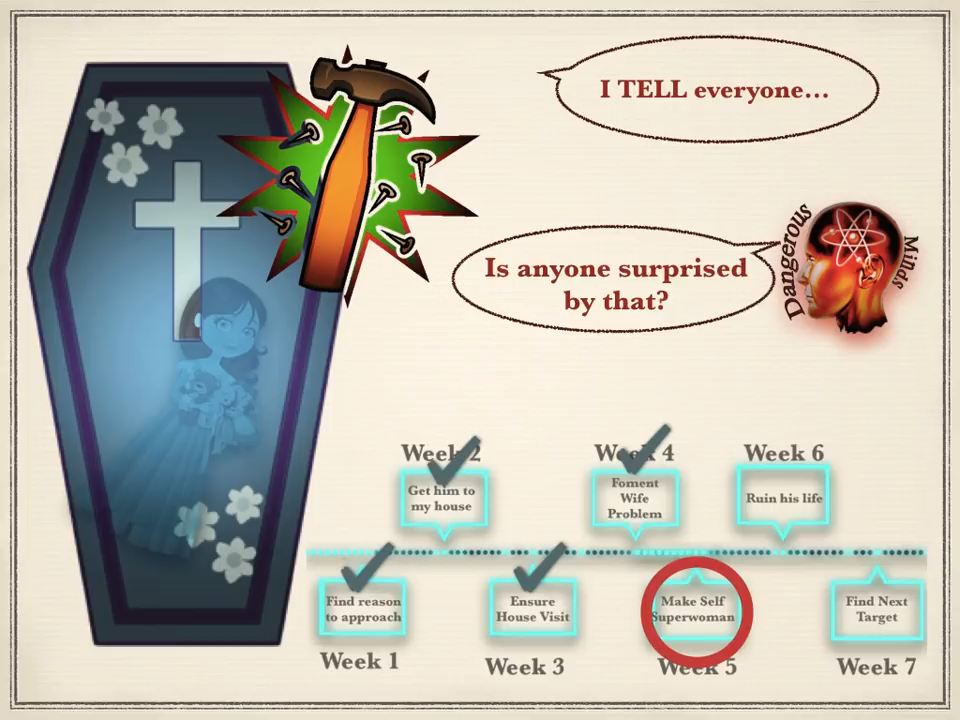 I TELL everyone...
Dangerous
Minds
Is anyone surprised
by that?
Week 2
Week 4
Week 6
Get him to
my house
Foment
Wife
Problem
Ruin his life
Find reason
to approach
Ensure
House Visit
Make Self
Superwoman
Find Next
Target
Week 1
Week 3
Week 5
Week 7